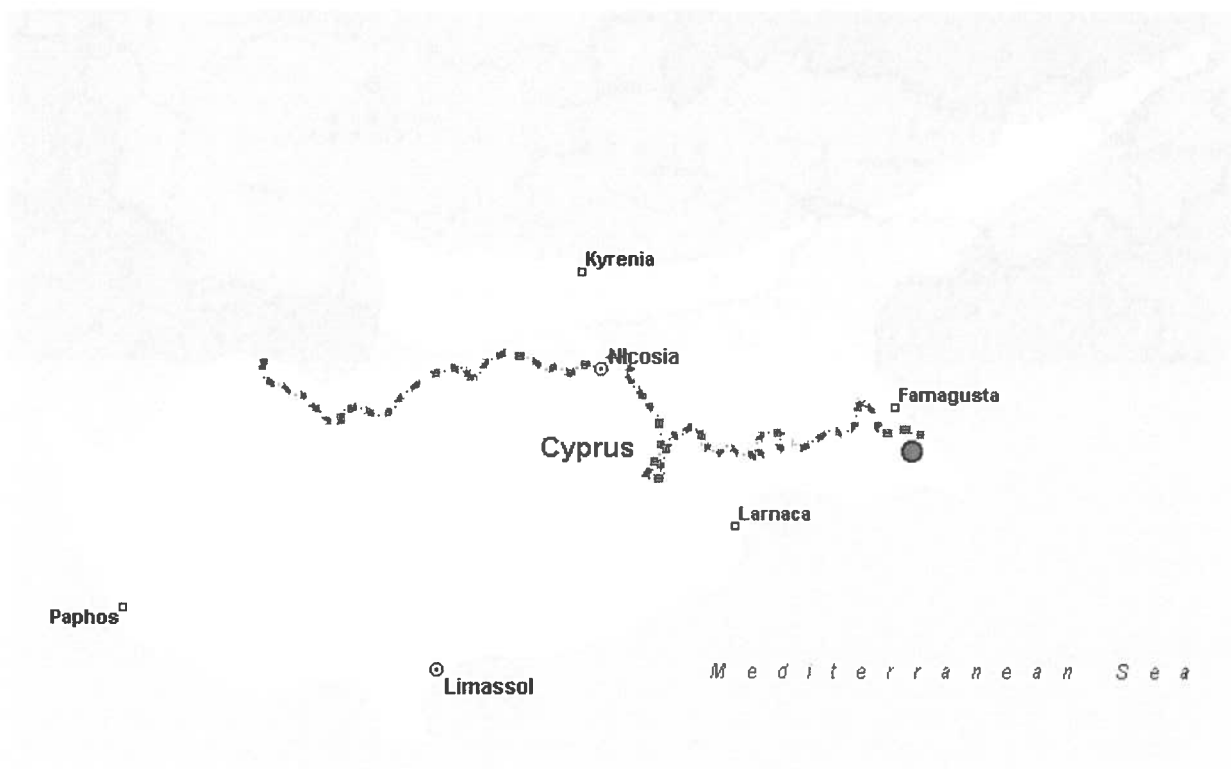 Kyrenia
Nicosia
Famagusta
Cyprus
Larnaca
Paphos
Limassol
Mediterranean Sea